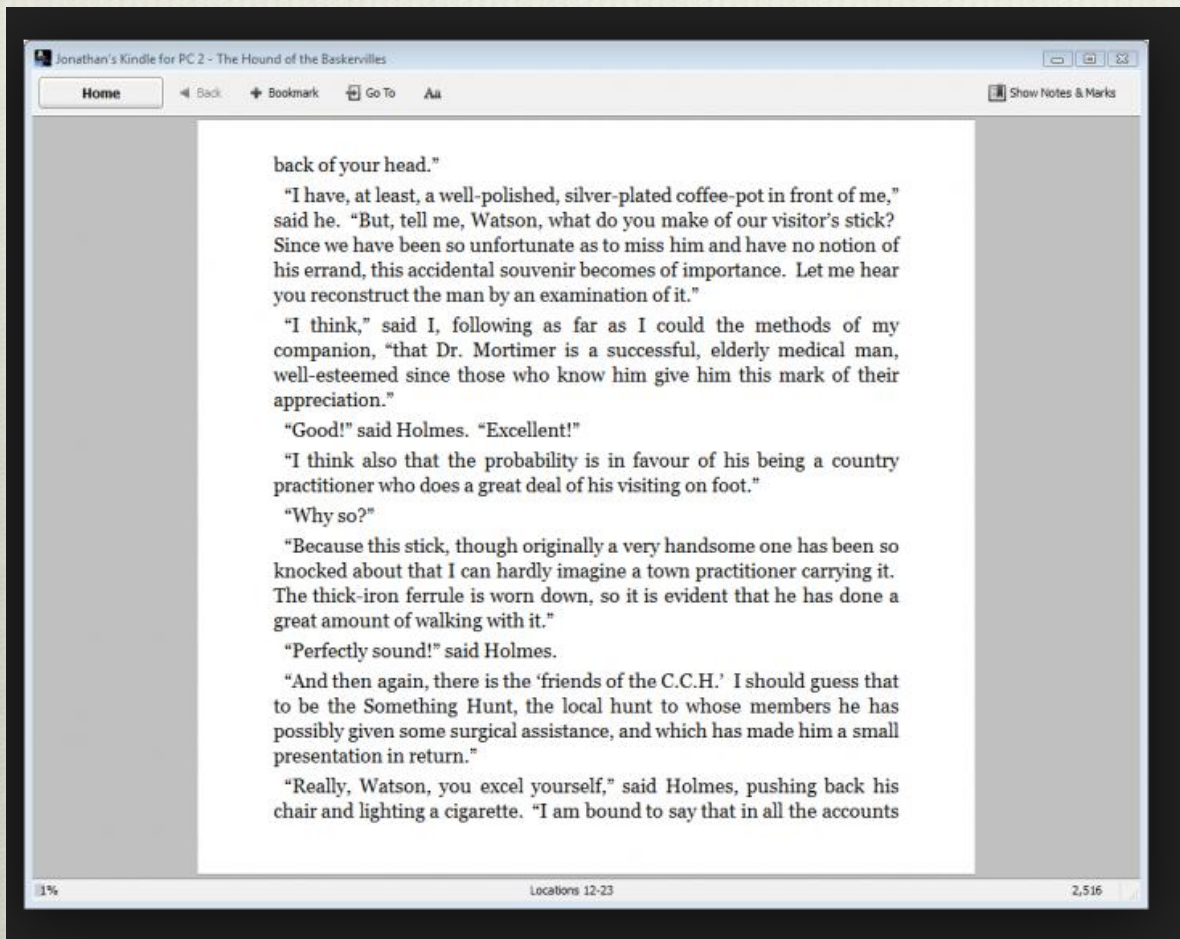 Jonathan's Kindle for PC 2 - The Hound of the Baskervilles
Home Back Bookmark Go To Aa Show Notes & Marks
back of your head.”
“I have, at least, a well-polished, silver-plated coffee-pot in front of me,”
said he. “But, tell me, Watson, what do you make of our visitor’s stick?
Since we have been so unfortunate as to miss him and have no notion of
his errand, this accidental souvenir becomes of importance. Let me hear
you reconstruct the man by an examination of it.”
“I think,” said I, following as far as I could the methods of my
companion, “that Dr. Mortimer is a successful, elderly medical man,
well-esteemed since those who know him give him this mark of their
appreciation.”
“Good!” said Holmes. “Excellent!”
“I think also that the probability is in favour of his being a country
practitioner who does a great deal of his visiting on foot.”
“Why so?”
“Because this stick, though originally a very handsome one has been so
knocked about that I can hardly imagine a town practitioner carrying it.
The thick-iron ferrule is worn down, so it is evident that he has done a
great amount of walking with it.”
“Perfectly sound!” said Holmes.
“And then again, there is the ‘friends of the C.C.H.’ I should guess that
to be the Something Hunt, the local hunt to whose members he has
possibly given some surgical assistance, and which has made him a small
presentation in return.”
“Really, Watson, you excel yourself,” said Holmes, pushing back his
chair and lighting a cigarette. “I am bound to say that in all the accounts
1% Locations 12-23 2,516